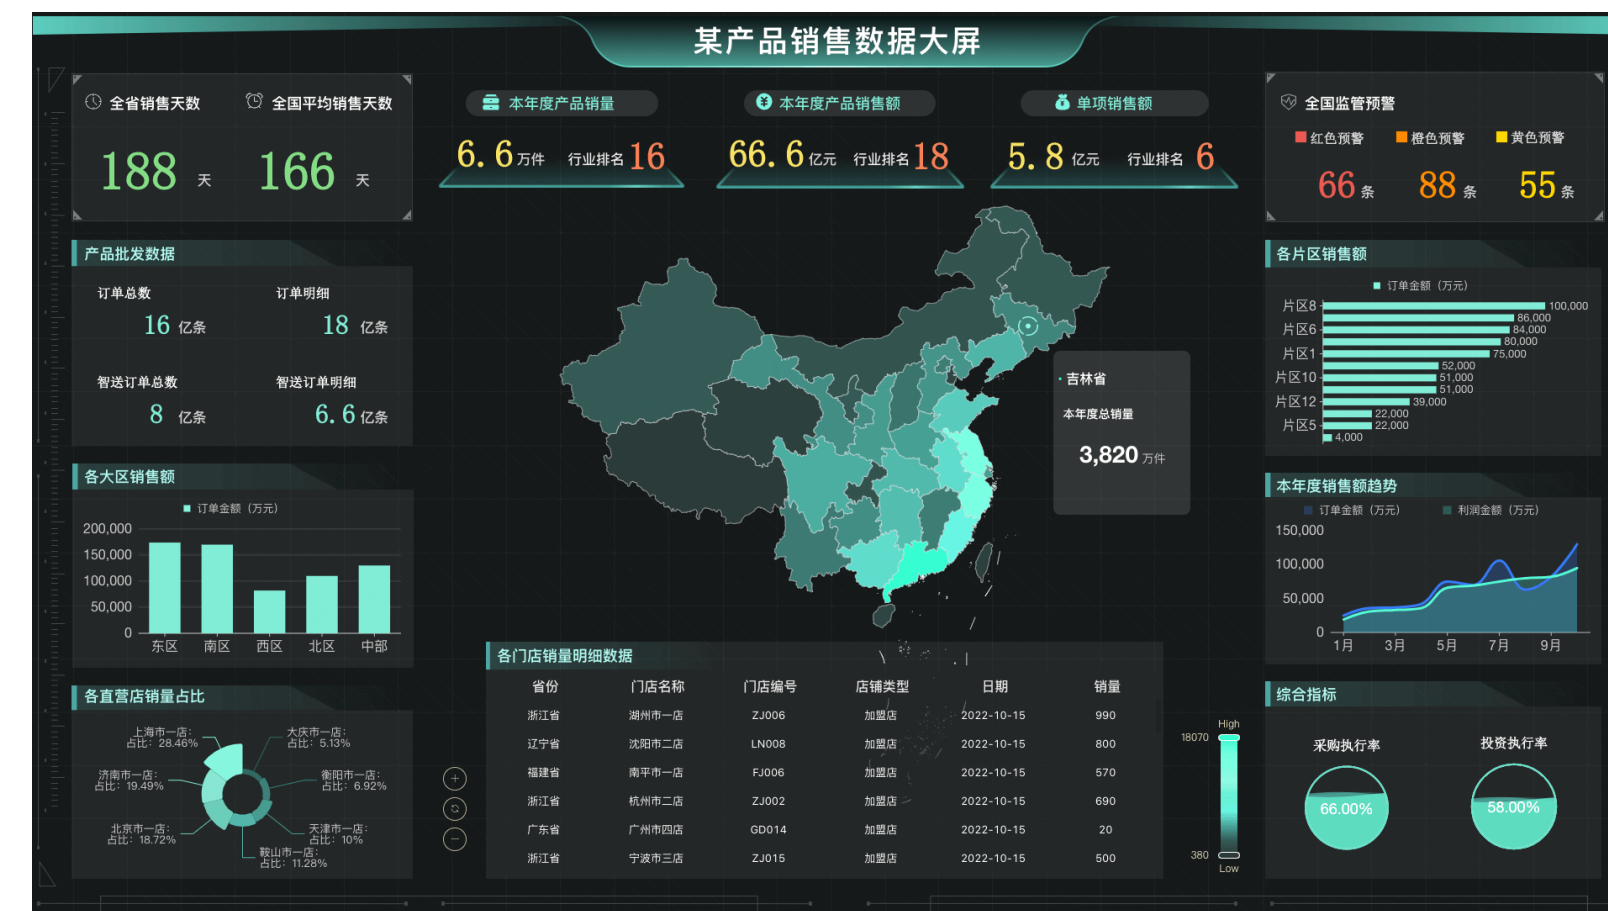 某产品销售数据大屏
全省销售天数 全国平均销售天数
188 天 166 天
本年度产品销量
6.6 万件 行业排名 16
本年度产品销售额
66.6 亿元 行业排名 18
单项销售额
5.8 亿元 行业排名 6
全国监管预警
红色预警 橙色预警 黄色预警
66 条 88 条 55 条
产品批发数据
订单总数 订单明细
16 亿条 18 亿条
智送订单总数 智送订单明细
8 亿条 6.6 亿条
各大区销售额
订单金额（万元）
200,000
150,000
100,000
50,000
0
东区 南区 西区 北区 中部
各直营店销量占比
上海市一店:
占比: 28.46%
大庆市一店:
占比: 5.13%
济南市一店:
占比: 19.49%
衡阳市一店:
占比: 6.92%
北京市一店:
占比: 18.72%
天津市一店:
占比: 10%
鞍山市一店:
占比: 11.28%
吉林省
本年度总销量
3,820 万件
各门店销量明细数据
省份 门店名称 门店编号 店铺类型 日期 销量
浙江省 湖州市一店 ZJ006 加盟店 2022-10-15 990
辽宁省 沈阳市二店 LN008 加盟店 2022-10-15 800
福建省 南平市一店 FJ006 加盟店 2022-10-15 570
浙江省 杭州市二店 ZJ002 加盟店 2022-10-15 690
广东省 广州市四店 GD014 加盟店 2022-10-15 20
浙江省 宁波市三店 ZJ015 加盟店 2022-10-15 500
High
18070
380
Low
各片区销售额
订单金额（万元）
片区8 100,000
86,000
片区6 84,000
80,000
片区1 75,000
52,000
片区10 51,000
51,000
片区12 39,000
22,000
片区5 22,000
4,000
本年度销售额趋势
订单金额（万元） 利润金额（万元）
150,000
100,000
50,000
0
1月 3月 5月 7月 9月
综合指标
采购执行率 投资执行率
66.00% 58.00%